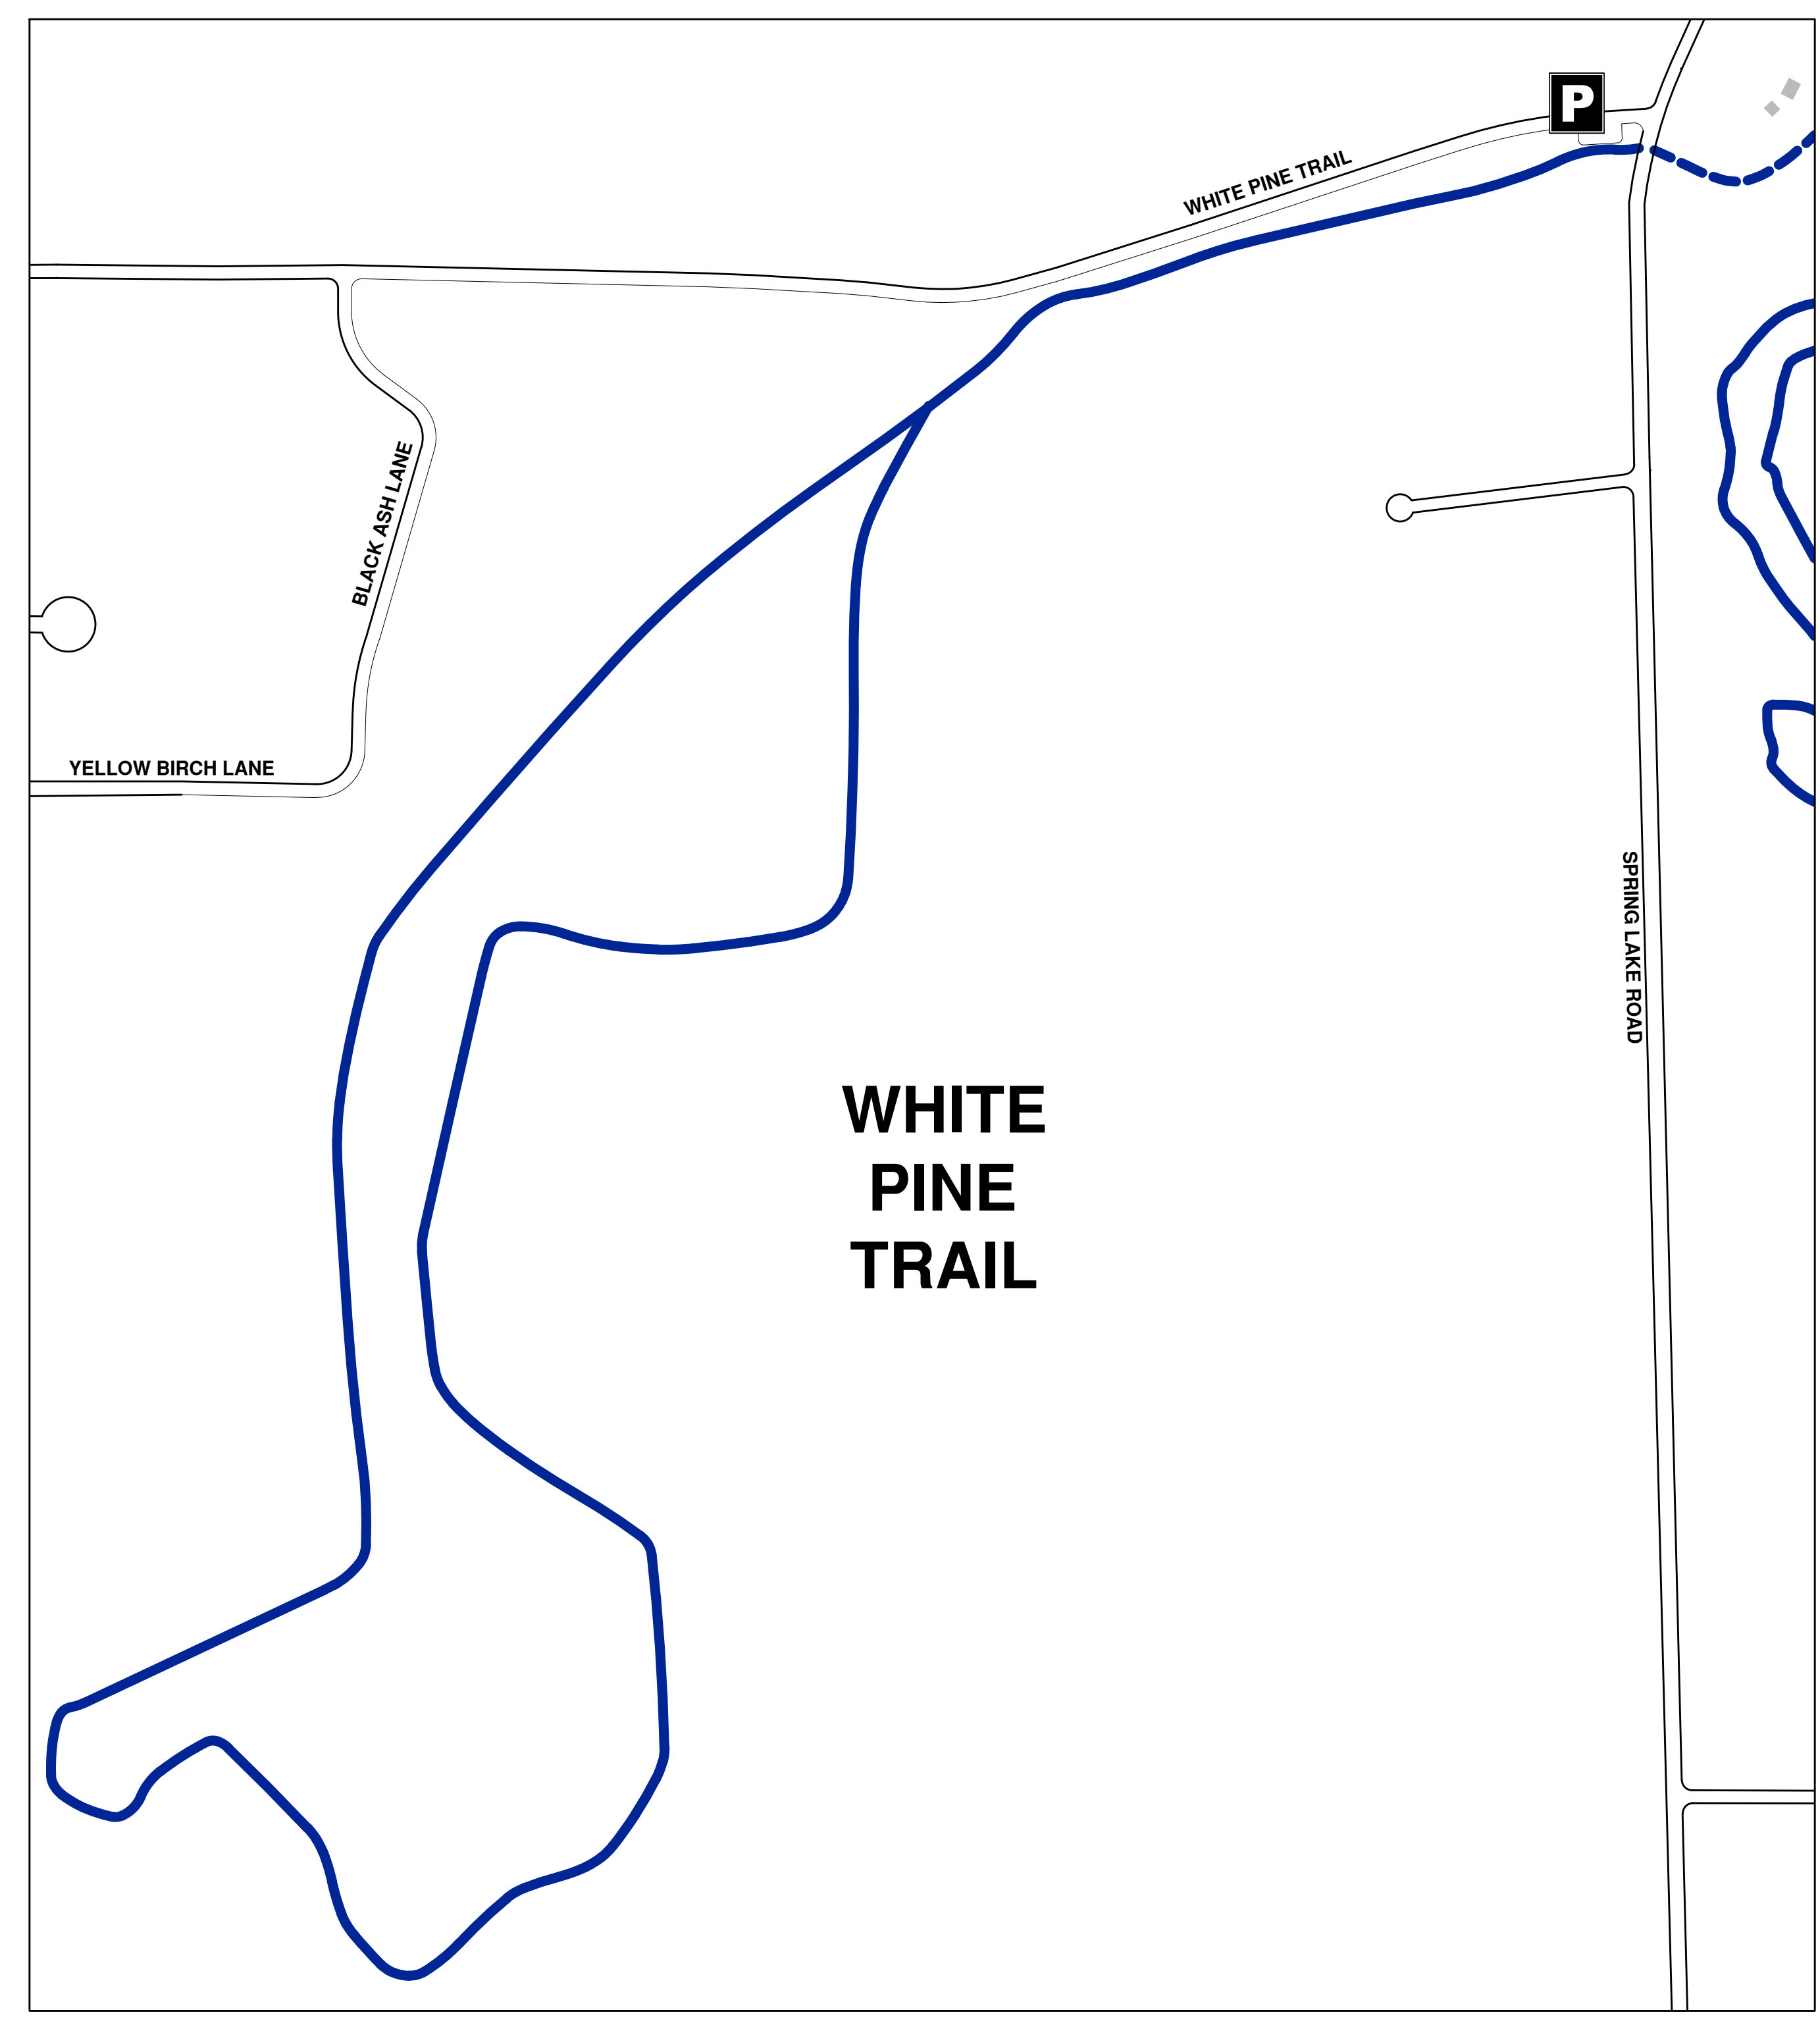 P
WHITE PINE TRAIL
BLACK ASH LANE
YELLOW BIRCH LANE
SPRING LAKE ROAD
WHITE
PINE
TRAIL